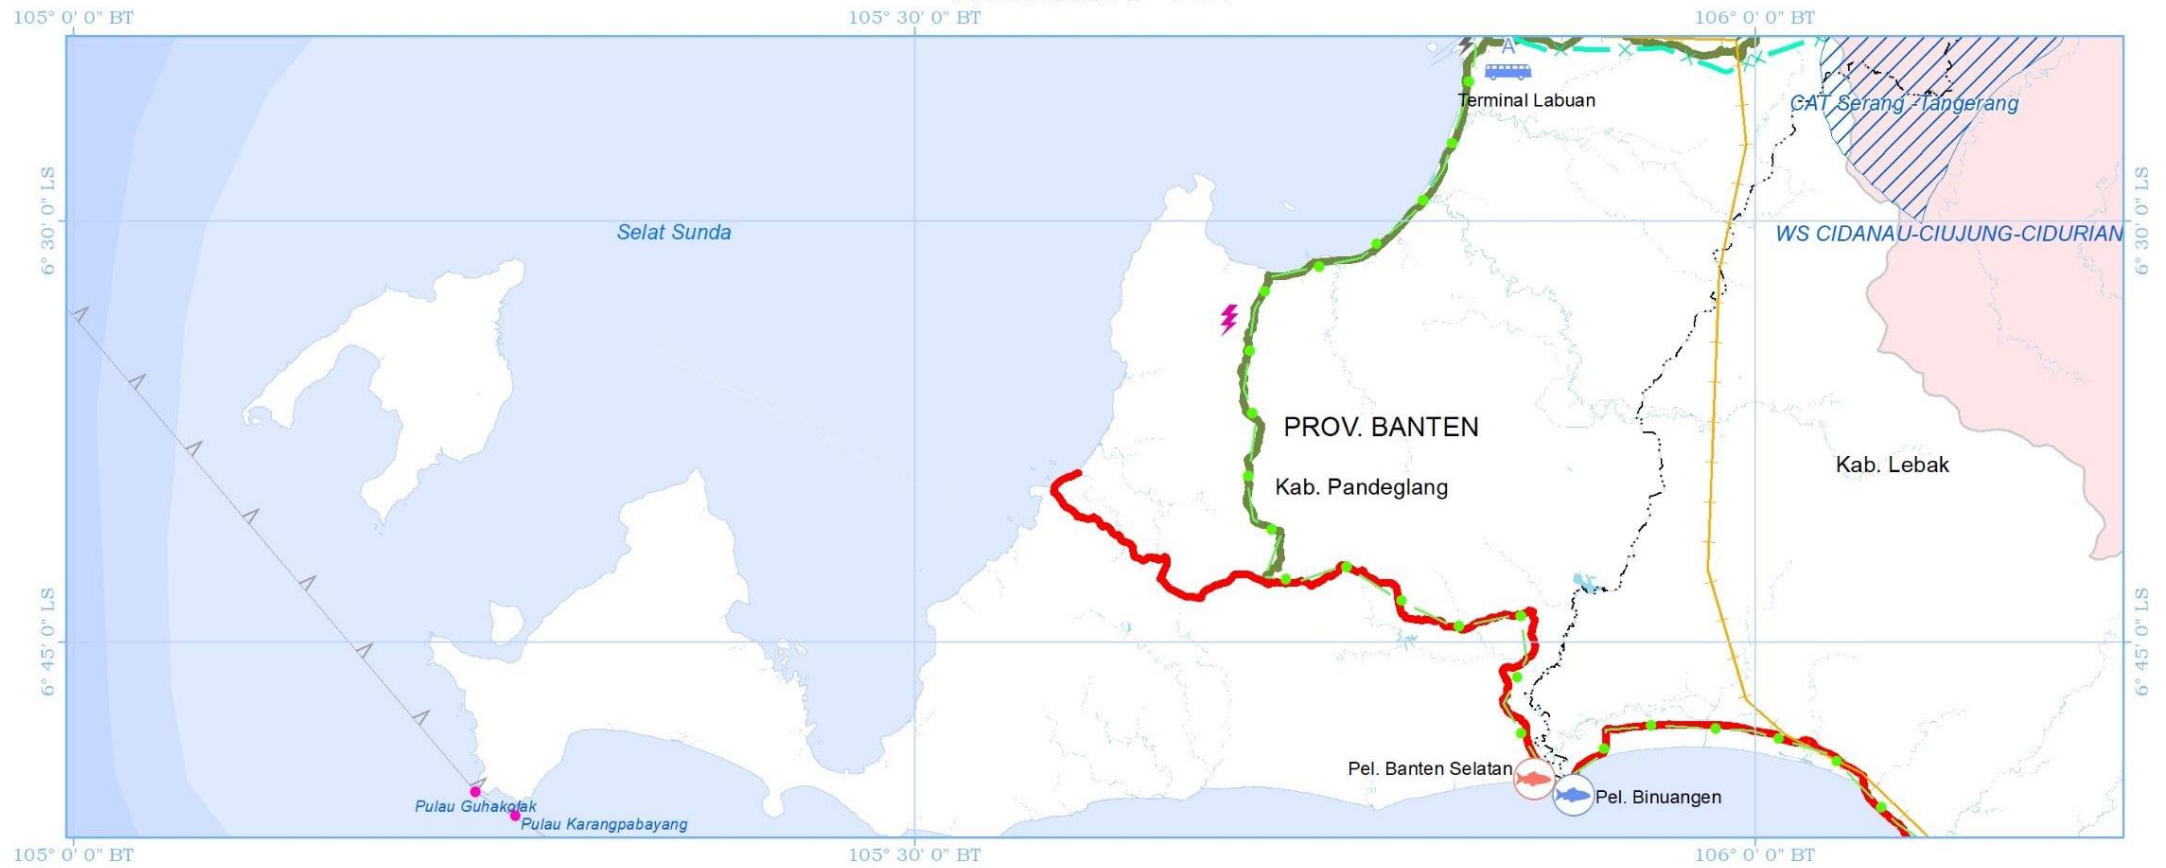 105° 0' 0" BT
105° 30' 0" BT
106° 0' 0" BT
A
Terminal Labuan
CAT Serang -Tangerang
6° 30' 0" LS
Selat Sunda
WS CIDANAU-CIUJUNG-CIDURIAN
6° 30' 0" LS
PROV. BANTEN
Kab. Lebak
Kab. Pandeglang
6° 45' 0" LS
6° 45' 0" LS
Pel. Banten Selatan
Pel. Binuangen
Pulau Guhakolak
Pulau Karangpabayang
105° 0' 0" BT
105° 30' 0" BT
106° 0' 0" BT